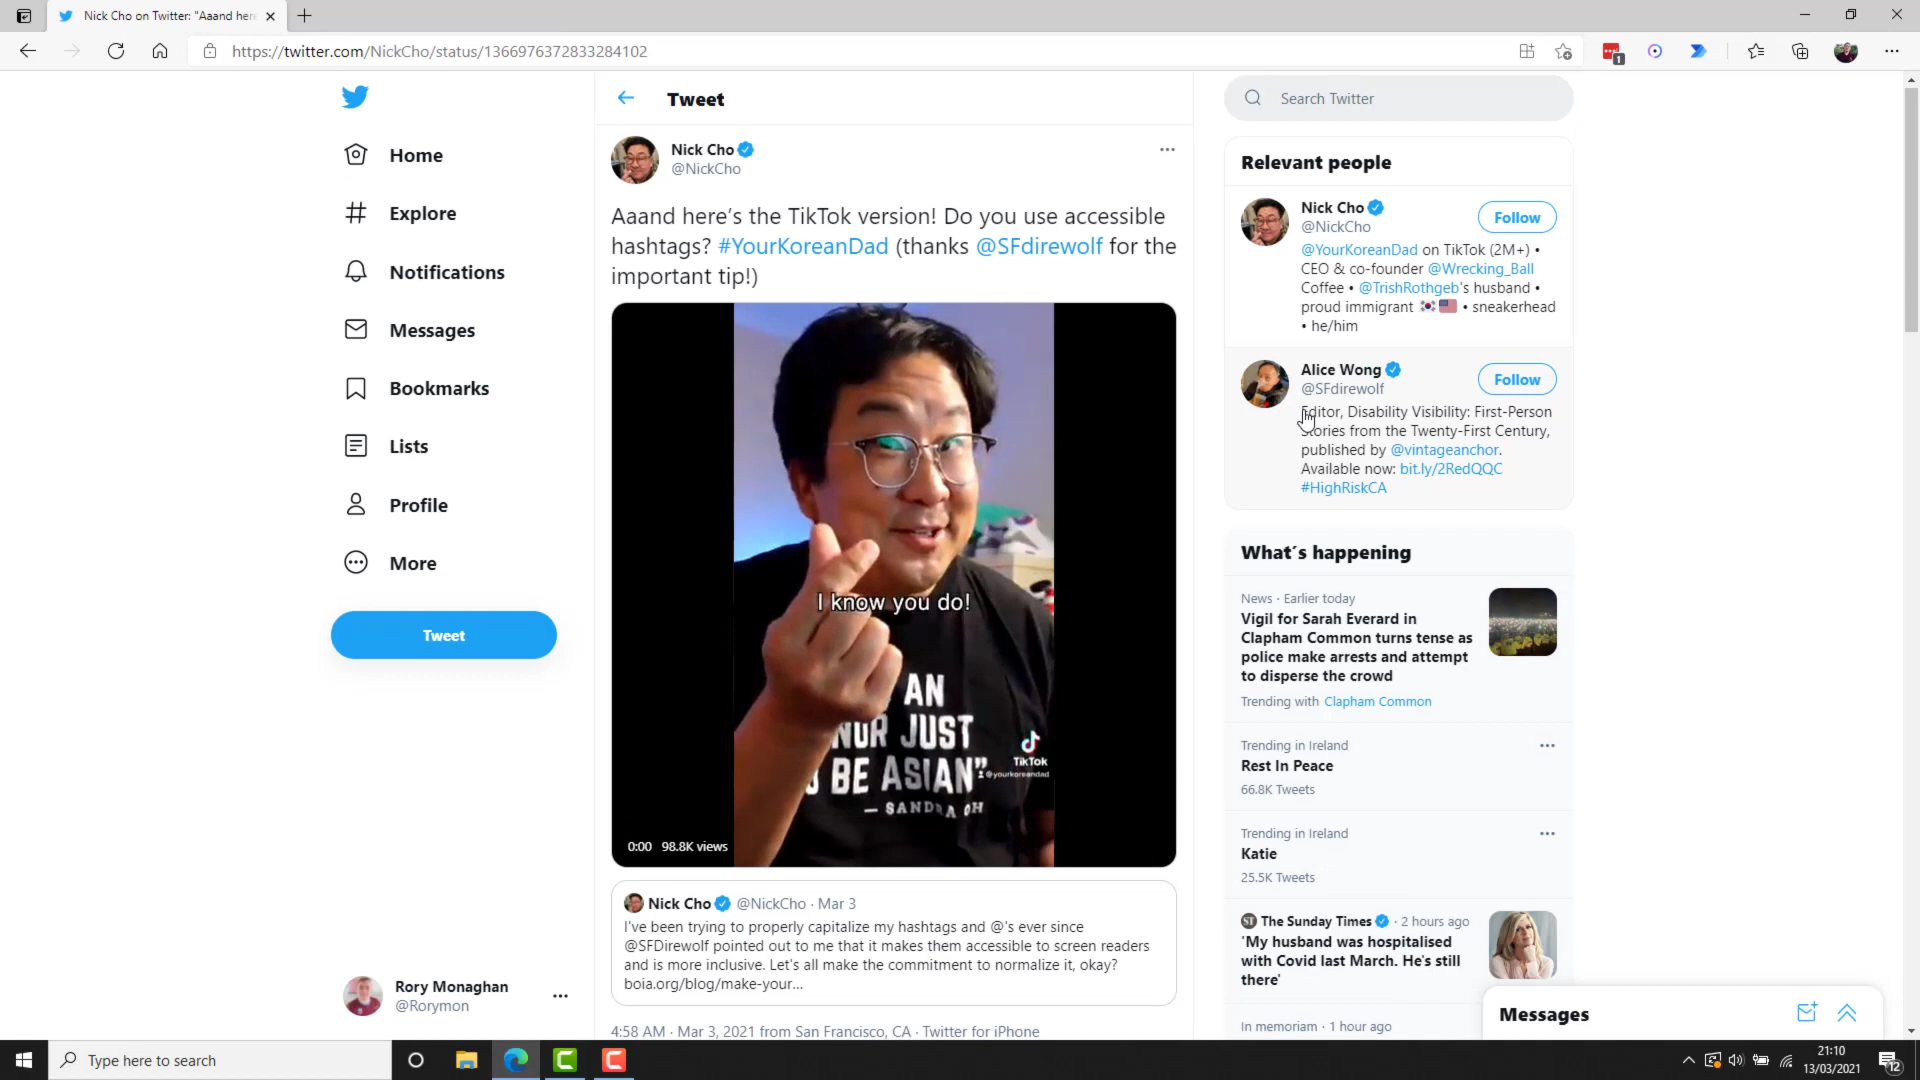 Nick Cho on Twitter: "Aaand her
https://twitter.com/NickCho/status/1366976372833284102
1
Home
Explore
Notifications
Messages
Bookmarks
Lists
Profile
More
Tweet
Rory Monaghan
@Rorymon
Tweet
Nick Cho
@NickCho
Aaand here's the TikTok version! Do you use accessible
hashtags? #YourKoreanDad (thanks @SFdirewolf for the
important tip!)
I know you do!
AN
NOR JUST
BE ASIAN"
— SANDRA OH
TikTok
@yourkoreandad
0:00 98.8K views
Nick Cho @NickCho · Mar 3
I've been trying to properly capitalize my hashtags and @'s ever since
@SFDirewolf pointed out to me that it makes them accessible to screen readers
and is more inclusive. Let's all make the commitment to normalize it, okay?
boia.org/blog/make-your...
4:58 AM · Mar 3, 2021 from San Francisco, CA · Twitter for iPhone
Search Twitter
Relevant people
Nick Cho
Follow
@NickCho
@YourKoreanDad on TikTok (2M+) •
CEO & co-founder @Wrecking_Ball
Coffee • @TrishRothgeb's husband •
proud immigrant 🇰🇷🇺🇸 • sneakerhead
• he/him
Alice Wong
Follow
@SFdirewolf
Editor, Disability Visibility: First-Person
Stories from the Twenty-First Century,
published by @vintageanchor.
Available now: bit.ly/2RedQQC
#HighRiskCA
What's happening
News · Earlier today
Vigil for Sarah Everard in
Clapham Common turns tense as
police make arrests and attempt
to disperse the crowd
Trending with Clapham Common
Trending in Ireland
Rest In Peace
66.8K Tweets
Trending in Ireland
Katie
25.5K Tweets
ST The Sunday Times · 2 hours ago
'My husband was hospitalised
with Covid last March. He's still
there'
In memoriam · 1 hour ago
Messages
Type here to search
21:10
13/03/2021
12